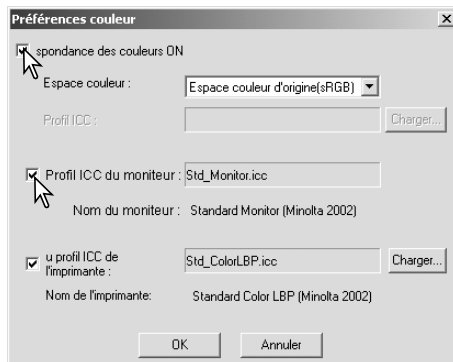 Préférences couleur
spondance des couleurs ON
Espace couleur : Espace couleur d'origine(sRGB)
Profil ICC : Charger...
Profil ICC du moniteur : Std_Monitor.icc
Nom du moniteur : Standard Monitor (Minolta 2002)
u profil ICC de
l'imprimante : Std_ColorLBP.icc Charger...
Nom de l'imprimante: Standard Color LBP (Minolta 2002)
OK Annuler